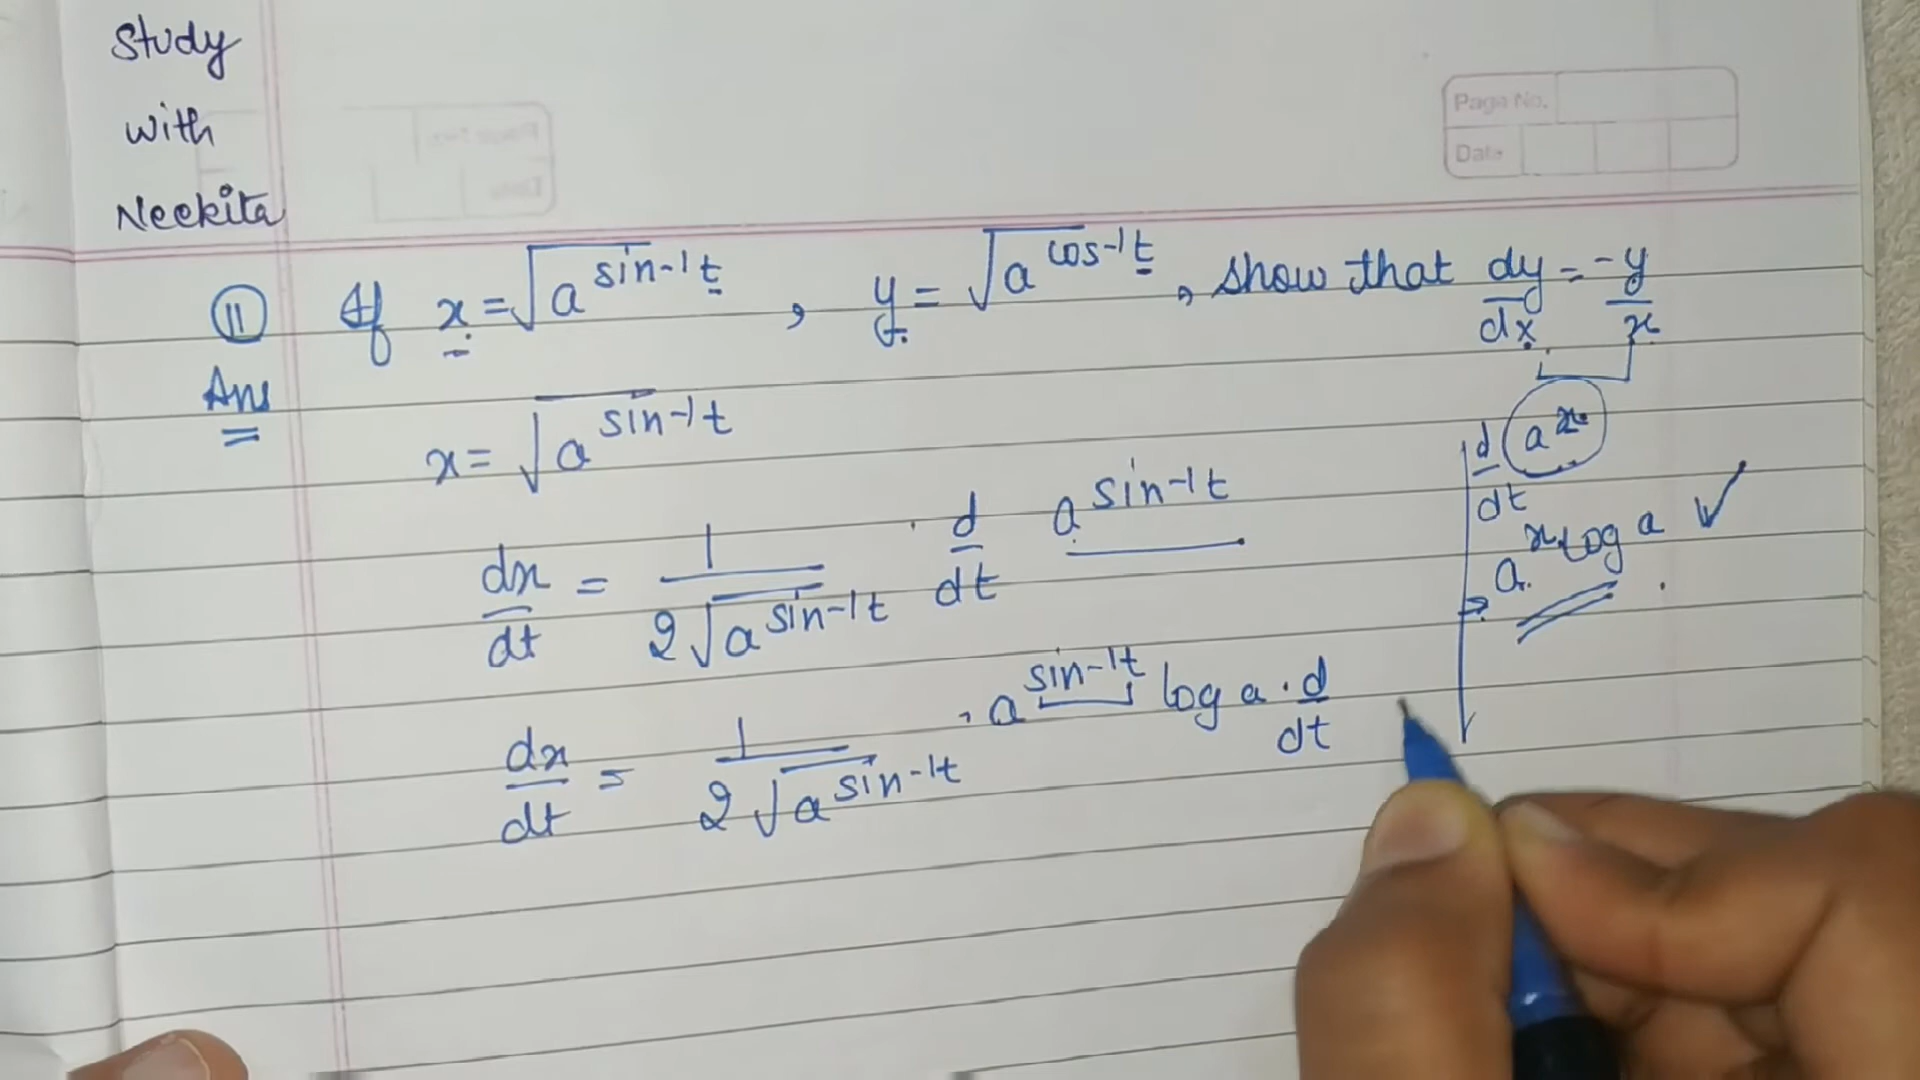 Study
with
Neekita
Page No.
Date
(11) If x = √a^sin-1t , y = √a^cos-1t , show that dy/dx = -y/x
Ans
x = √a^sin-1t
d/dt (a^x)
dx/dt = 1/2√a^sin-1t · d/dt a^sin-1t
a^x log a ✓
dx/dt = 1/2√a^sin-1t · a^sin-1t log a · d/dt